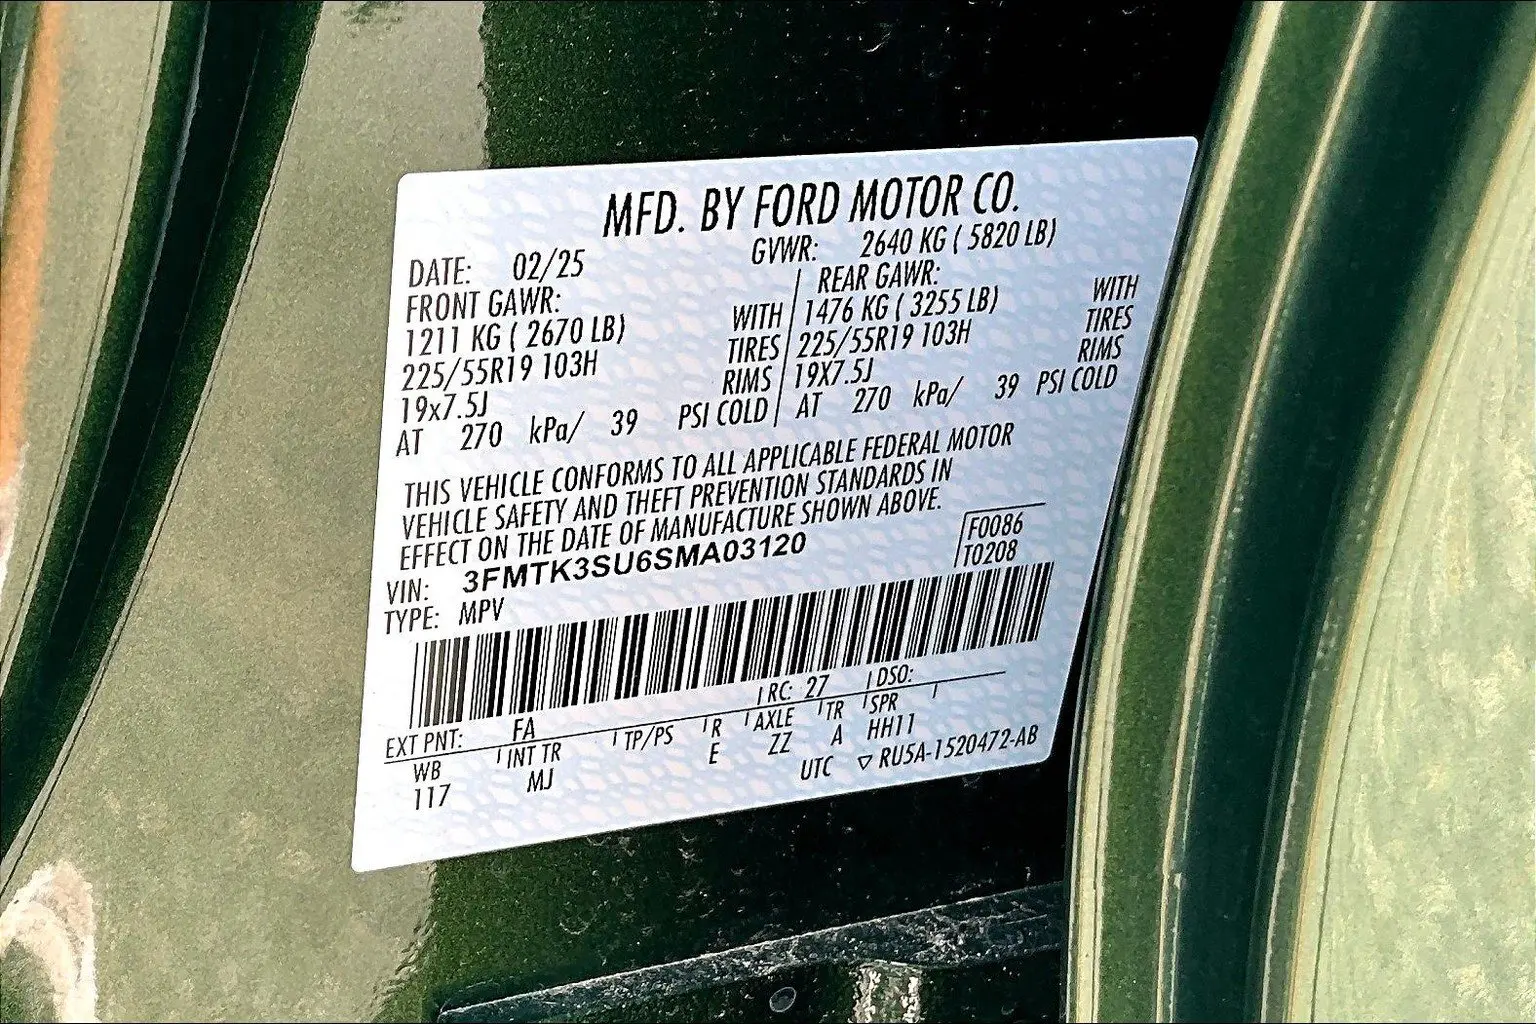 MFD. BY FORD MOTOR CO.
DATE: 02/25 GVWR: 2640 KG ( 5820 LB)
FRONT GAWR: REAR GAWR:
1211 KG ( 2670 LB) WITH 1476 KG ( 3255 LB) WITH
225/55R19 103H TIRES 225/55R19 103H TIRES
19x7.5J RIMS 19X7.5J RIMS
AT 270 kPa/ 39 PSI COLD AT 270 kPa/ 39 PSI COLD
THIS VEHICLE CONFORMS TO ALL APPLICABLE FEDERAL MOTOR
VEHICLE SAFETY AND THEFT PREVENTION STANDARDS IN
EFFECT ON THE DATE OF MANUFACTURE SHOWN ABOVE.
F0086
VIN: 3FMTK3SU6SMA03120 T0208
TYPE: MPV
EXT PNT: FA RC: 27 DSO:
WB INT TR TP/PS R AXLE TR SPR
117 MJ E ZZ A HH11
UTC ▽ RU5A-1520472-AB